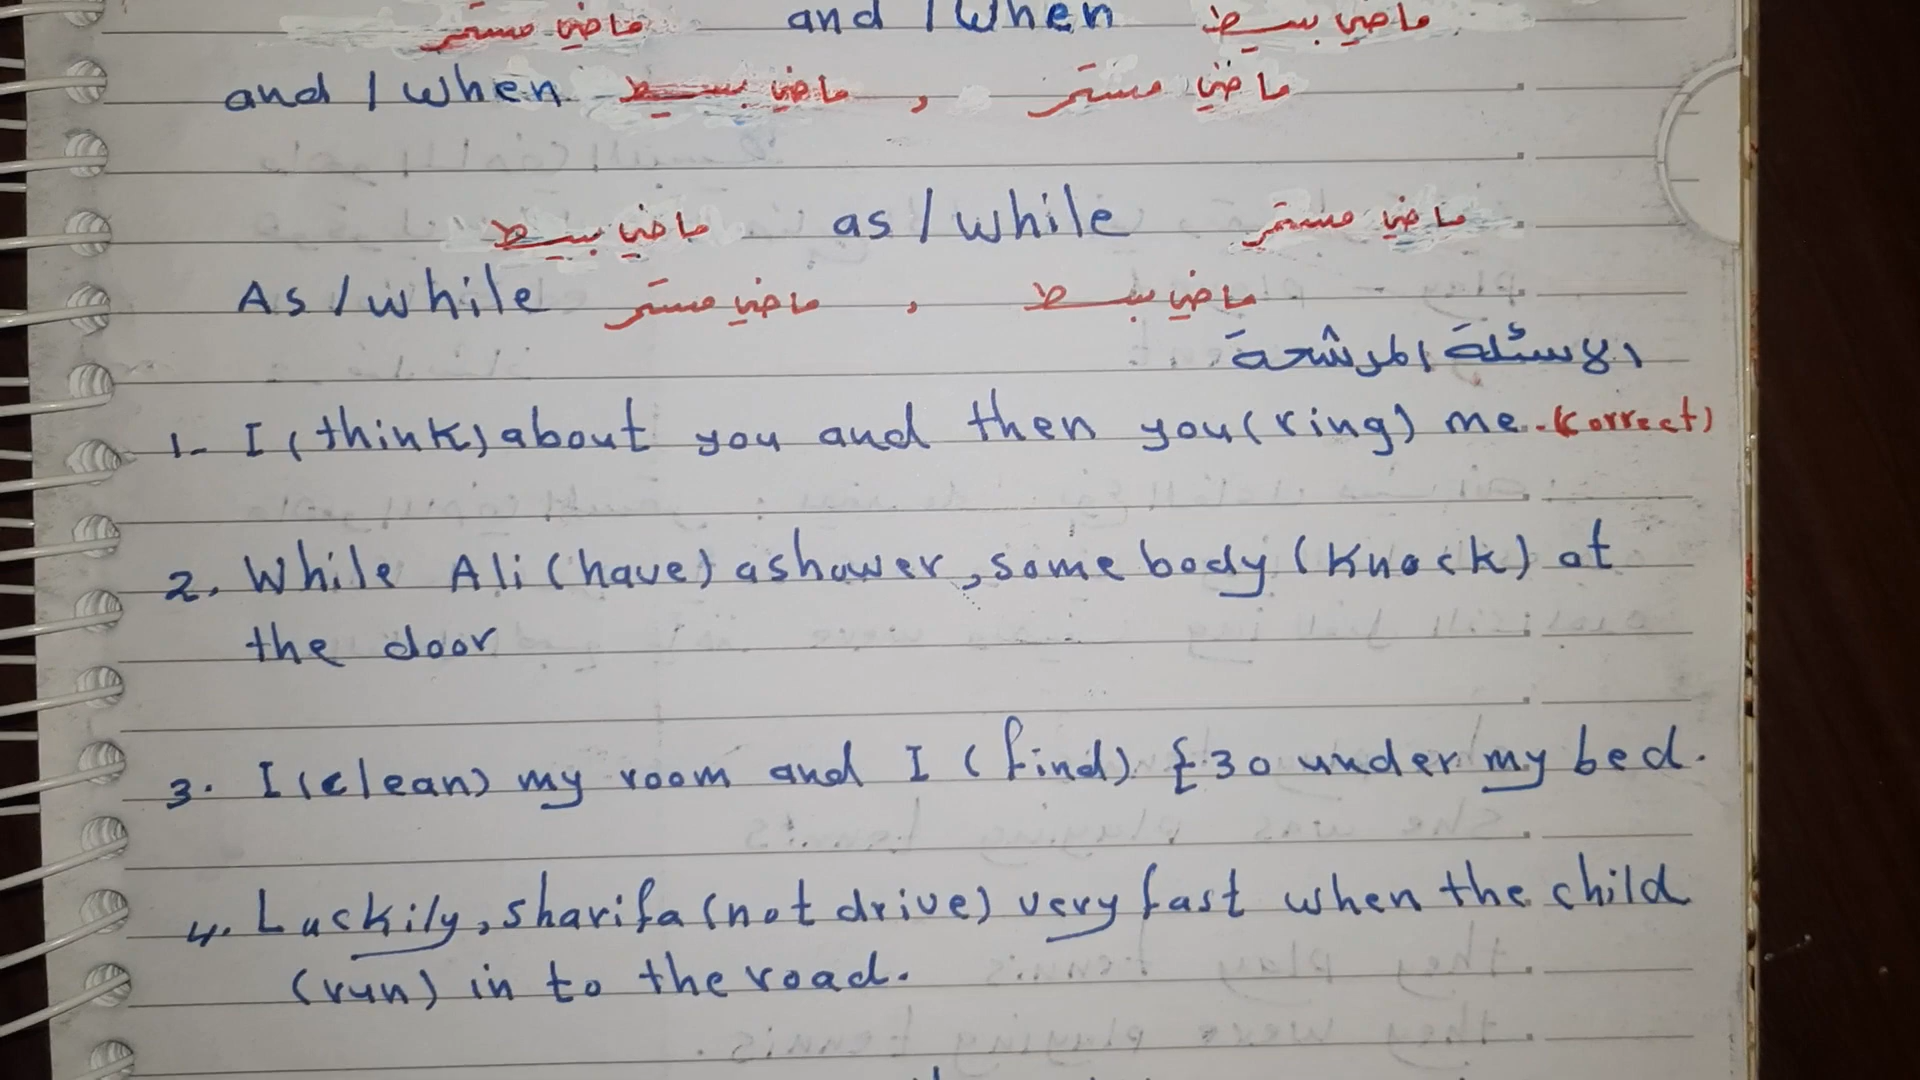 ماضي مستمر and / when ماضي بسيط
and / when ماضي بسيط , ماضي مستمر
ماضي بسيط as / while ماضي مستمر
As / while ماضي مستمر , ماضي بسيط
الاسئلة المرشحة
1- I (think) about you and then you (ring) me. (correct)
2. While Ali (have) a shower, somebody (knock) at
the door
3. I (clean) my room and I (find) £30 under my bed.
4. Luckily, sharifa (not drive) very fast when the child
(run) in to the road.